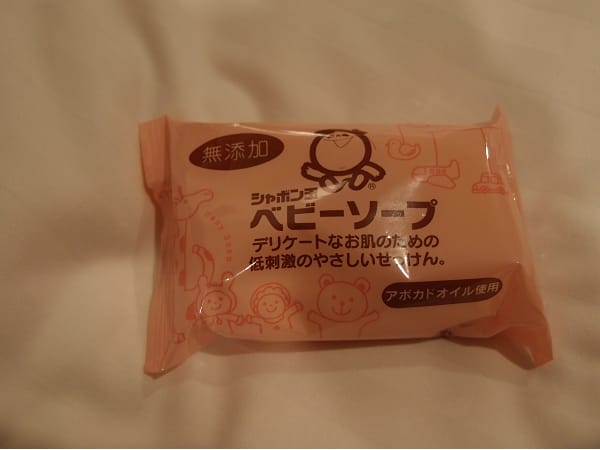 無添加
®
シャボン玉
ベビーソープ
デリケートなお肌のための
低刺激のやさしいせっけん。
BABY SOAP
アボカドオイル使用